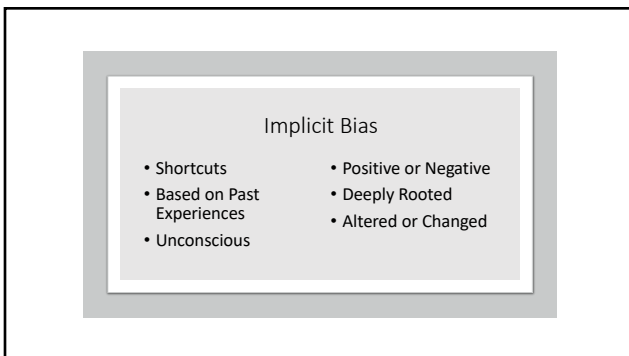 Implicit Bias
• Shortcuts
• Based on Past
Experiences
• Unconscious
• Positive or Negative
• Deeply Rooted
• Altered or Changed